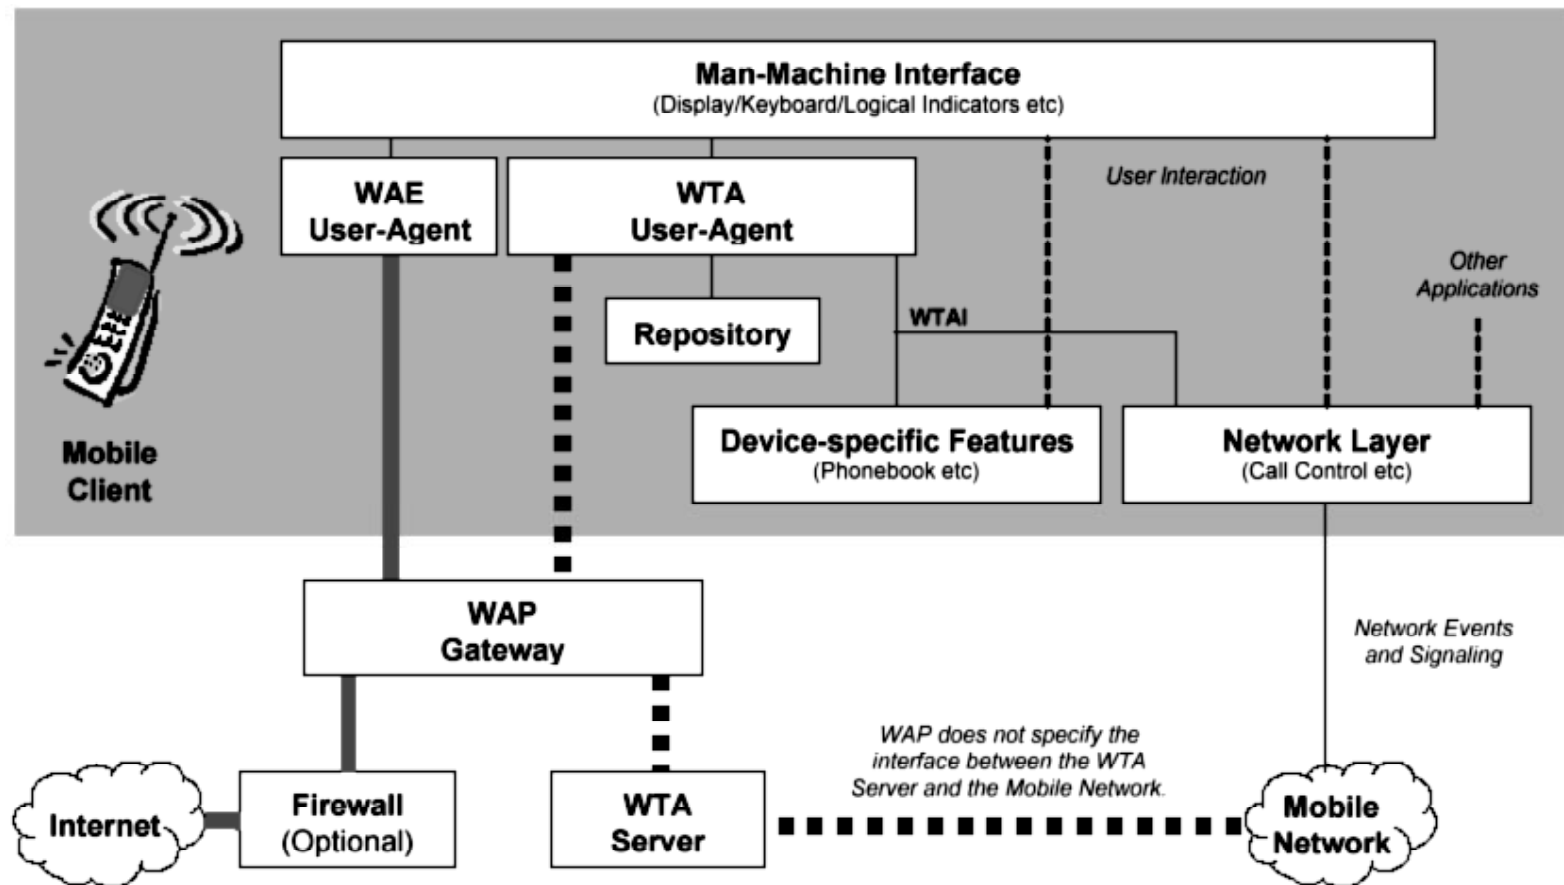 Man-Machine Interface
(Display/Keyboard/Logical Indicators etc)
WAE
User-Agent
WTA
User-Agent
User Interaction
Other
Applications
Repository
WTAI
Device-specific Features
(Phonebook etc)
Network Layer
(Call Control etc)
Mobile
Client
WAP
Gateway
Network Events
and Signaling
WAP does not specify the
interface between the WTA
Server and the Mobile Network.
Internet
Firewall
(Optional)
WTA
Server
Mobile
Network